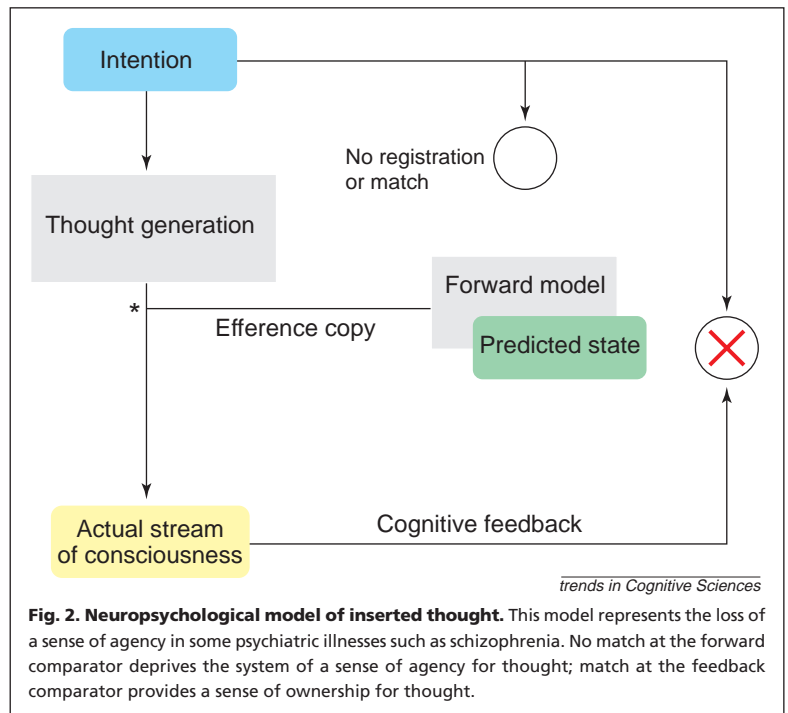 Intention
No registration
or match
Thought generation
*
Forward model
Efference copy
Predicted state
Actual stream
of consciousness
Cognitive feedback
trends in Cognitive Sciences
Fig. 2. Neuropsychological model of inserted thought. This model represents the loss of
a sense of agency in some psychiatric illnesses such as schizophrenia. No match at the forward
comparator deprives the system of a sense of agency for thought; match at the feedback
comparator provides a sense of ownership for thought.